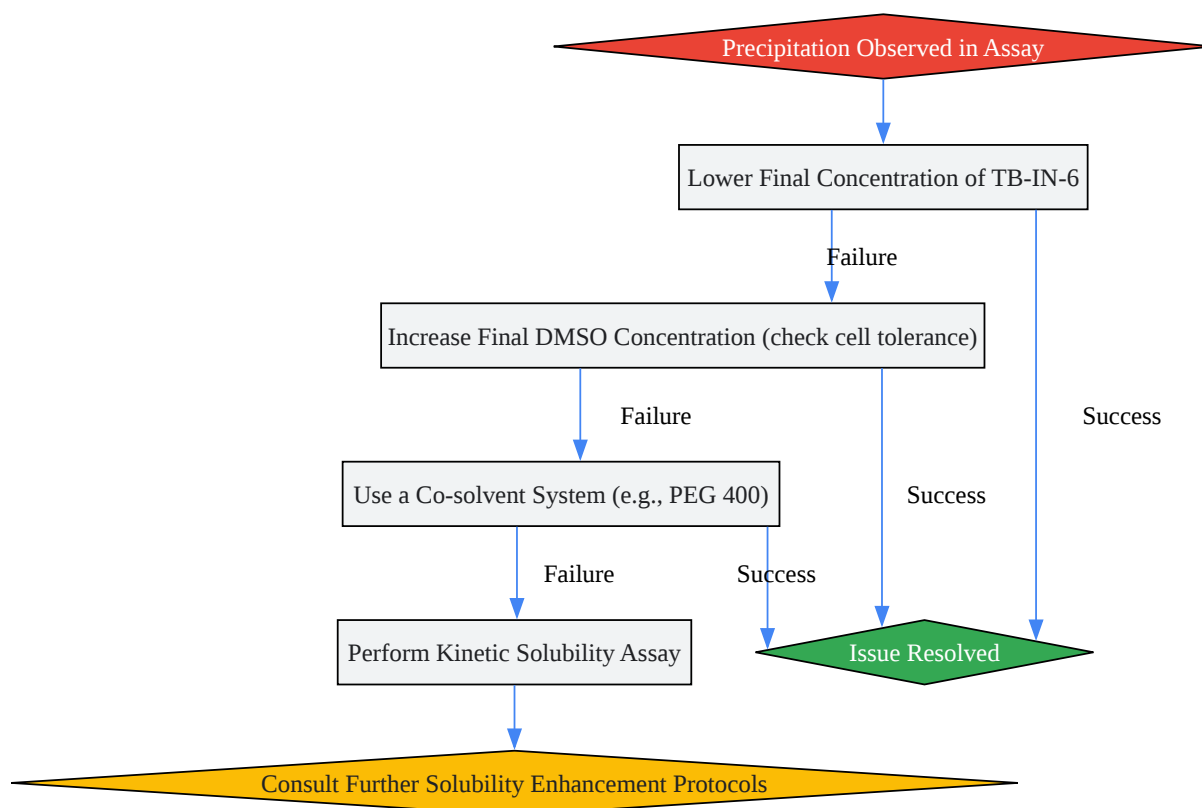 Precipitation Observed in Assay
Lower Final Concentration of TB-IN-6
Failure
Increase Final DMSO Concentration (check cell tolerance)
Failure
Success
Use a Co-solvent System (e.g., PEG 400)
Success
Failure
Success
Perform Kinetic Solubility Assay
Issue Resolved
Consult Further Solubility Enhancement Protocols